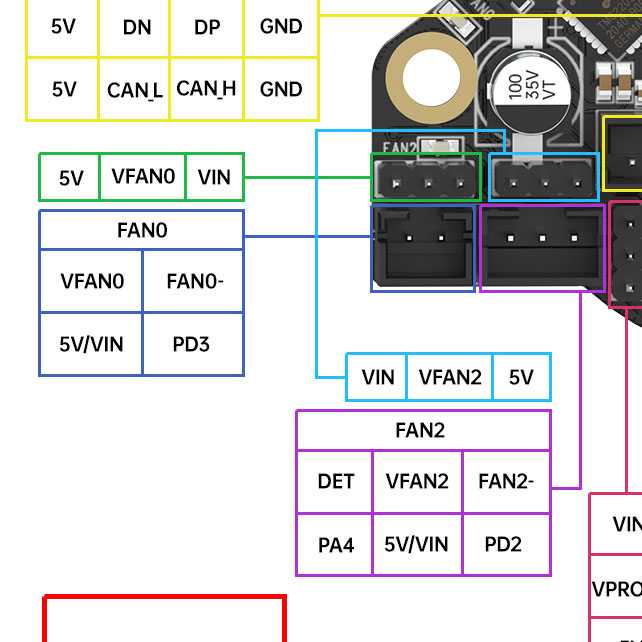 5V DN DP GND
5V CAN_L CAN_H GND
100
35V
VT
FAN2
5V VFAN0 VIN
FAN0
VFAN0 FAN0-
5V/VIN PD3
VIN VFAN2 5V
FAN2
DET VFAN2 FAN2-
PA4 5V/VIN PD2
VIN
VPRO